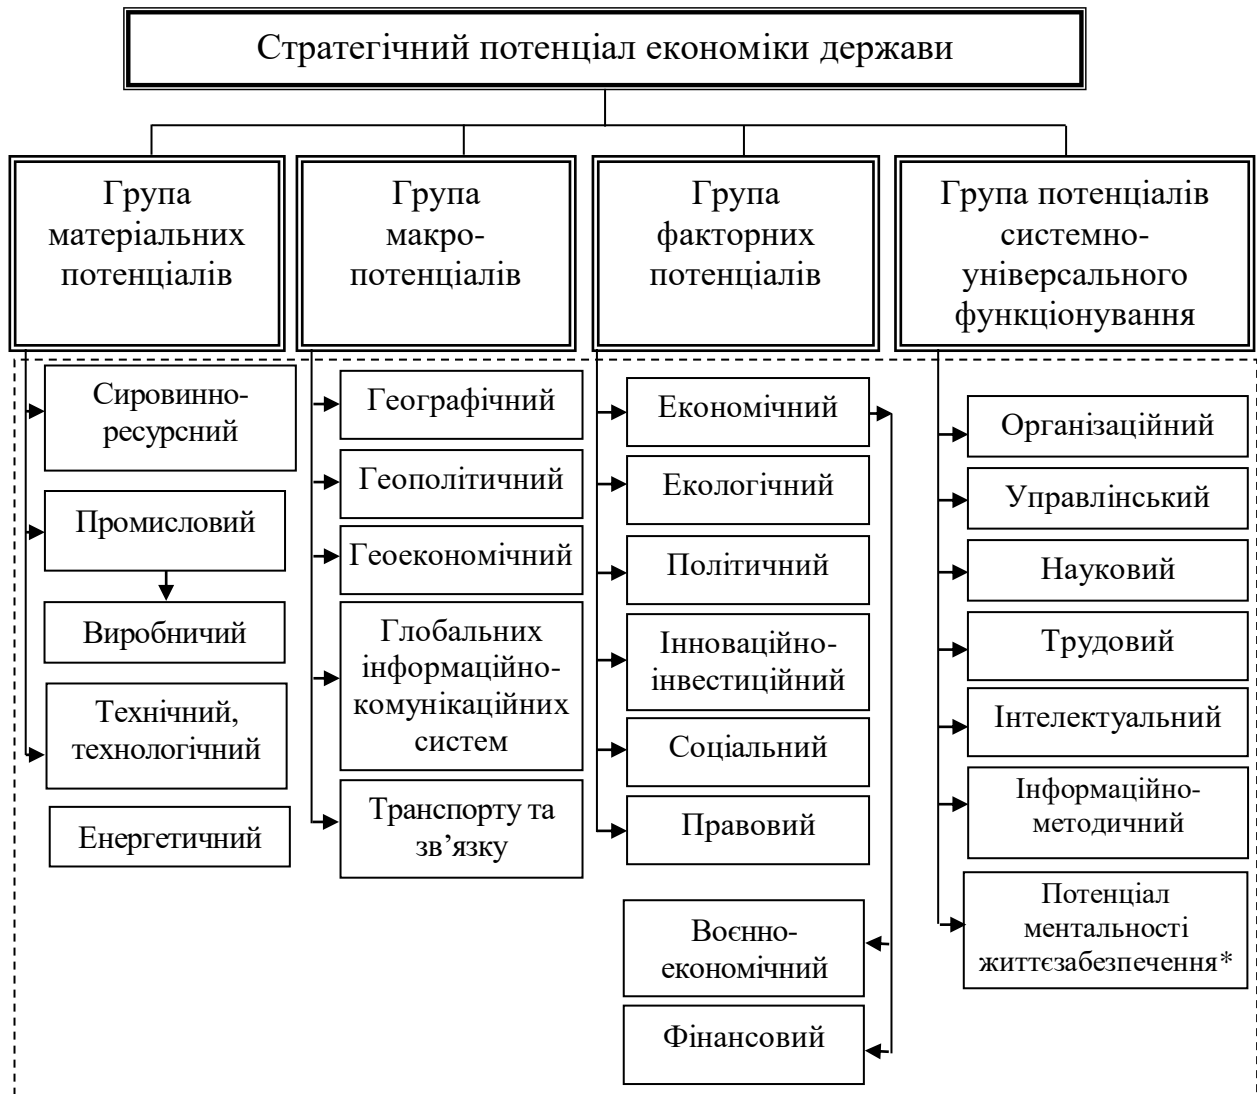 Стратегічний потенціал економіки держави
Група
матеріальних
потенціалів
Група
макро-
потенціалів
Група
факторних
потенціалів
Група потенціалів
системно-
універсального
функціонування
Сировинно-
ресурсний
Промисловий
Виробничий
Технічний,
технологічний
Енергетичний
Географічний
Геополітичний
Геоекономічний
Глобальних
інформаційно-
комунікаційних
систем
Транспорту та
зв’язку
Економічний
Екологічний
Політичний
Інноваційно-
інвестиційний
Соціальний
Правовий
Воєнно-
економічний
Фінансовий
Організаційний
Управлінський
Науковий
Трудовий
Інтелектуальний
Інформаційно-
методичний
Потенціал
ментальності
життєзабезпечення*